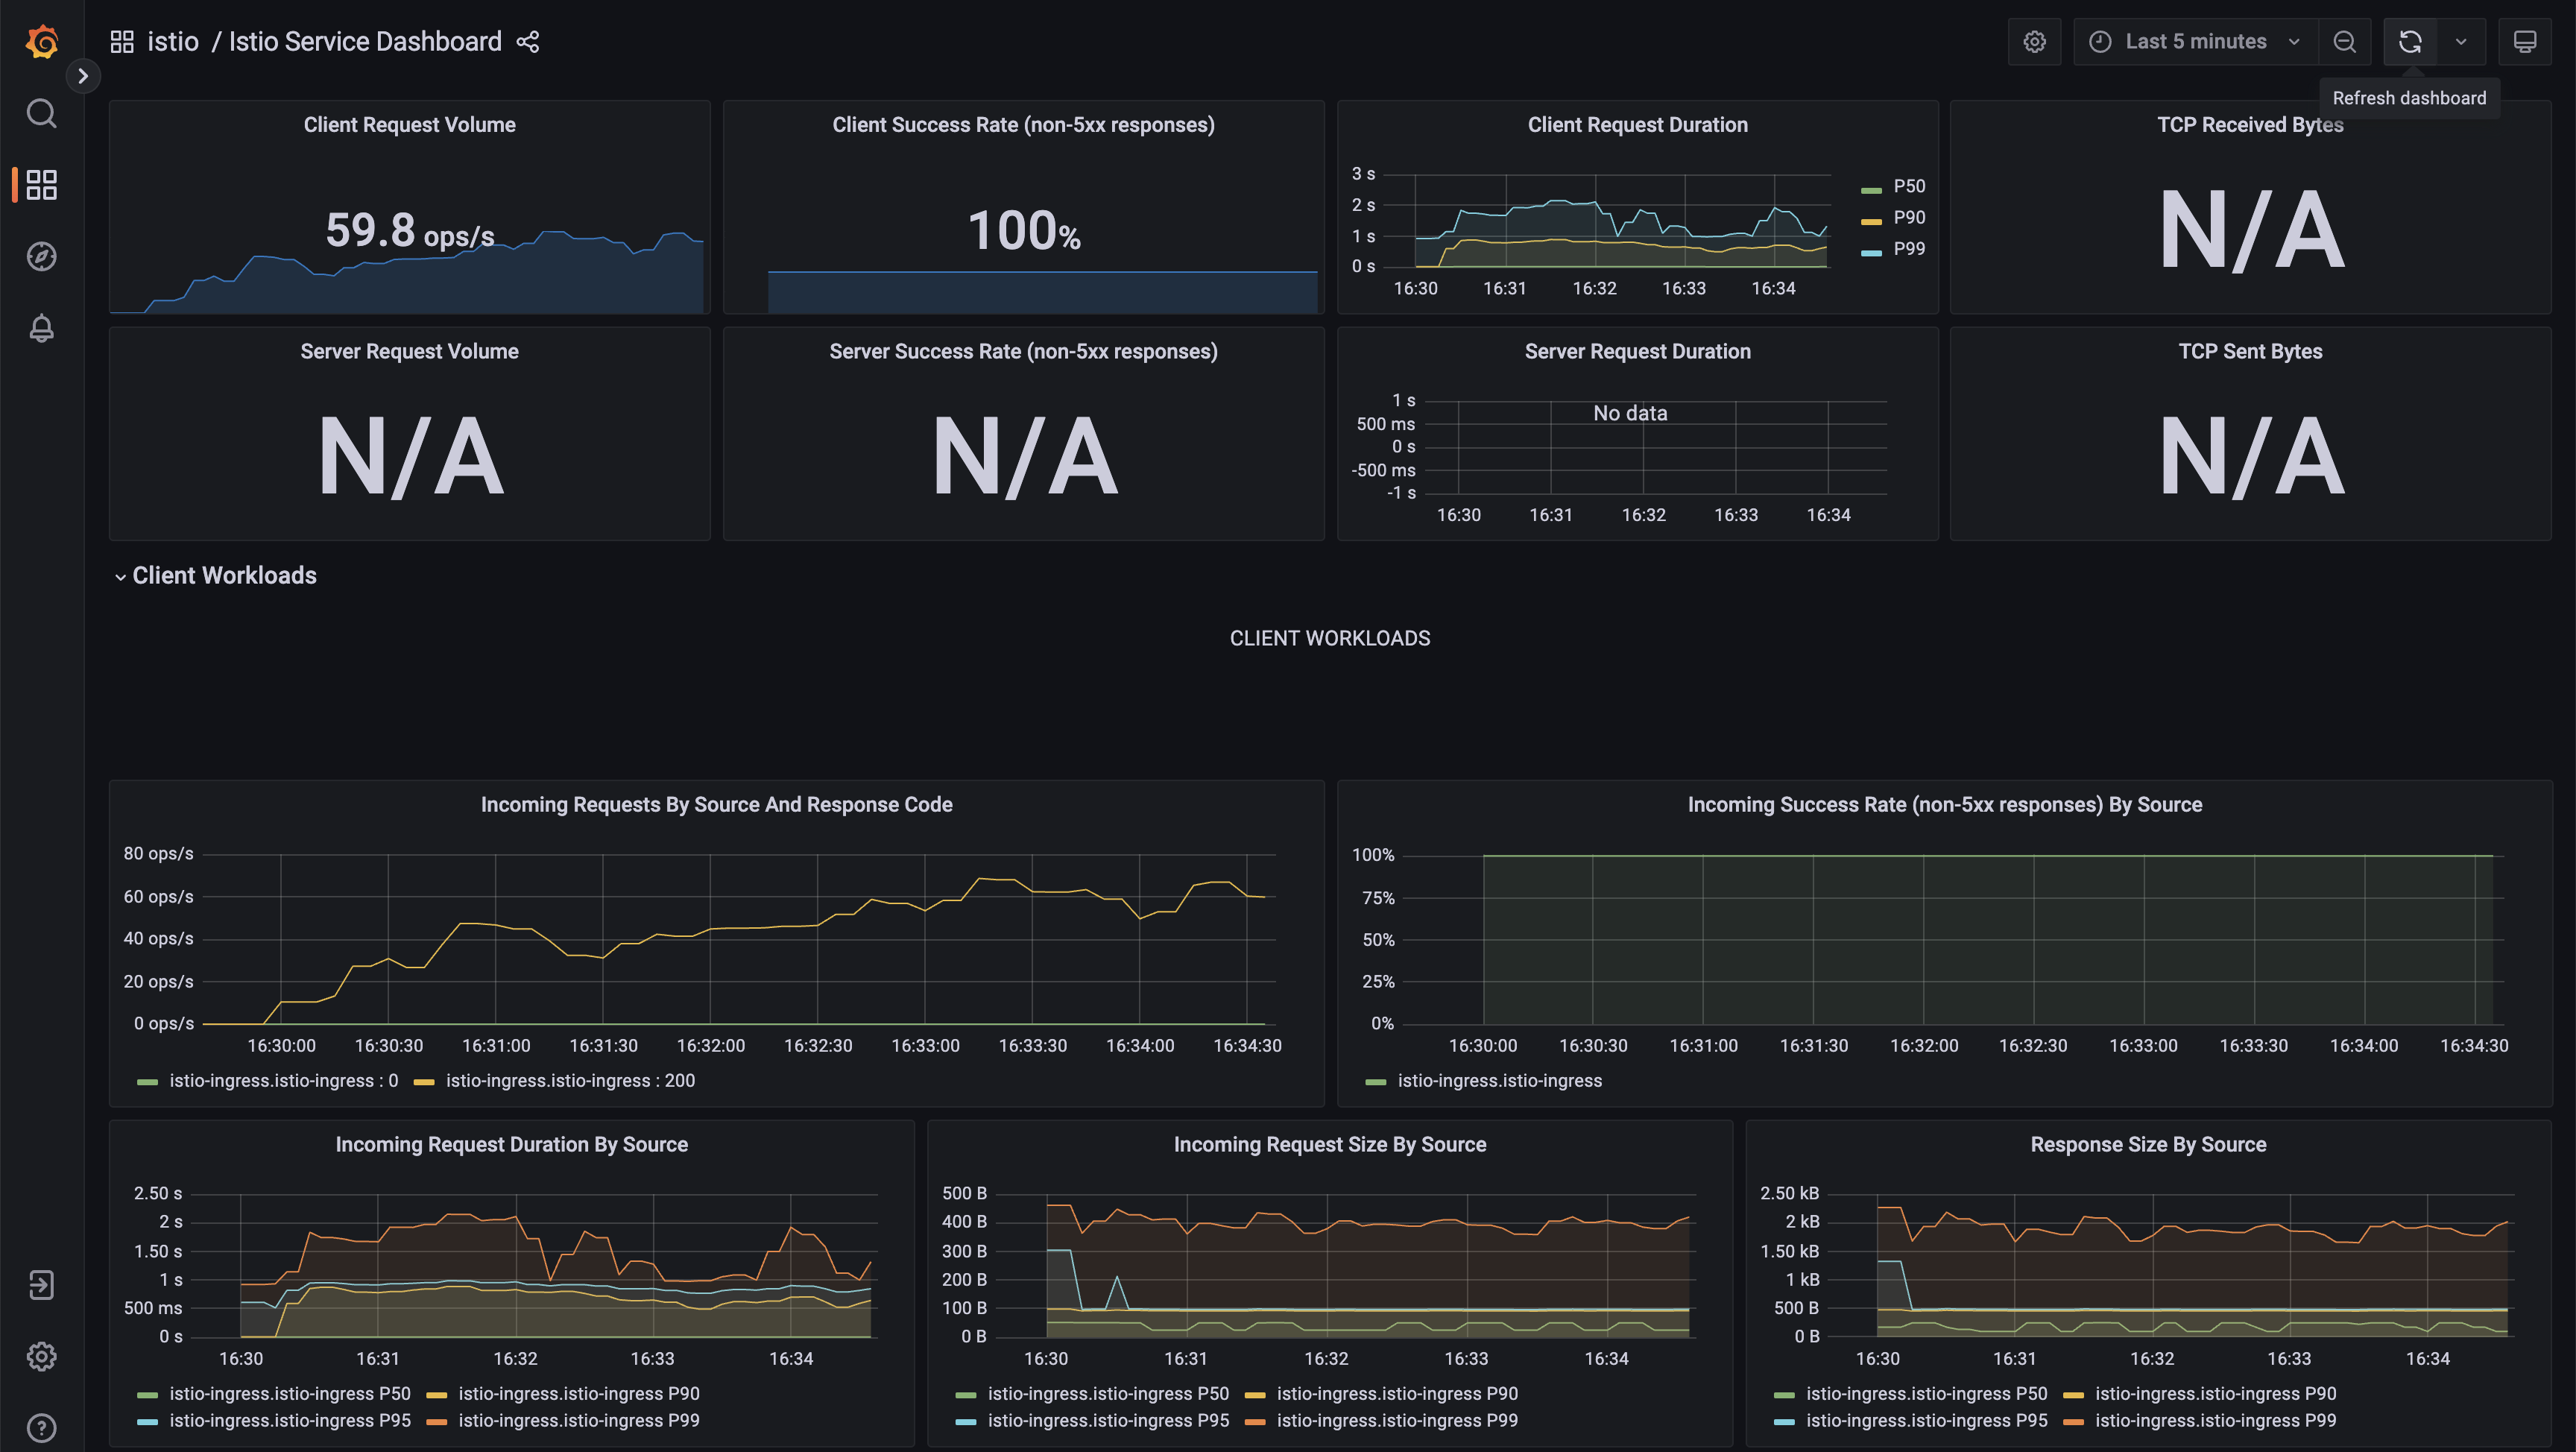 istio / Istio Service Dashboard
Last 5 minutes
Refresh dashboard
Client Request Volume
59.8 ops/s
Client Success Rate (non-5xx responses)
100%
Client Request Duration
3 s
2 s
1 s
0 s
16:30 16:31 16:32 16:33 16:34
P50
P90
P99
TCP Received Bytes
N/A
Server Request Volume
N/A
Server Success Rate (non-5xx responses)
N/A
Server Request Duration
No data
1 s
500 ms
0 s
-500 ms
-1 s
16:30 16:31 16:32 16:33 16:34
TCP Sent Bytes
N/A
Client Workloads
CLIENT WORKLOADS
Incoming Requests By Source And Response Code
80 ops/s
60 ops/s
40 ops/s
20 ops/s
0 ops/s
16:30:00 16:30:30 16:31:00 16:31:30 16:32:00 16:32:30 16:33:00 16:33:30 16:34:00 16:34:30
istio-ingress.istio-ingress : 0 istio-ingress.istio-ingress : 200
Incoming Success Rate (non-5xx responses) By Source
100%
75%
50%
25%
0%
16:30:00 16:30:30 16:31:00 16:31:30 16:32:00 16:32:30 16:33:00 16:33:30 16:34:00 16:34:30
istio-ingress.istio-ingress
Incoming Request Duration By Source
2.50 s
2 s
1.50 s
1 s
500 ms
0 s
16:30 16:31 16:32 16:33 16:34
istio-ingress.istio-ingress P50 istio-ingress.istio-ingress P90
istio-ingress.istio-ingress P95 istio-ingress.istio-ingress P99
Incoming Request Size By Source
500 B
400 B
300 B
200 B
100 B
0 B
16:30 16:31 16:32 16:33 16:34
istio-ingress.istio-ingress P50 istio-ingress.istio-ingress P90
istio-ingress.istio-ingress P95 istio-ingress.istio-ingress P99
Response Size By Source
2.50 kB
2 kB
1.50 kB
1 kB
500 B
0 B
16:30 16:31 16:32 16:33 16:34
istio-ingress.istio-ingress P50 istio-ingress.istio-ingress P90
istio-ingress.istio-ingress P95 istio-ingress.istio-ingress P99